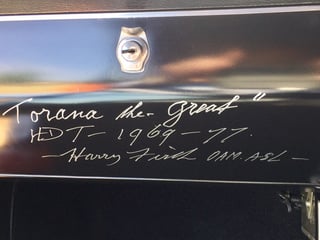 Torana the Great"
HDT - 1969 - 77.
- Harry Firth OAM. ASL -